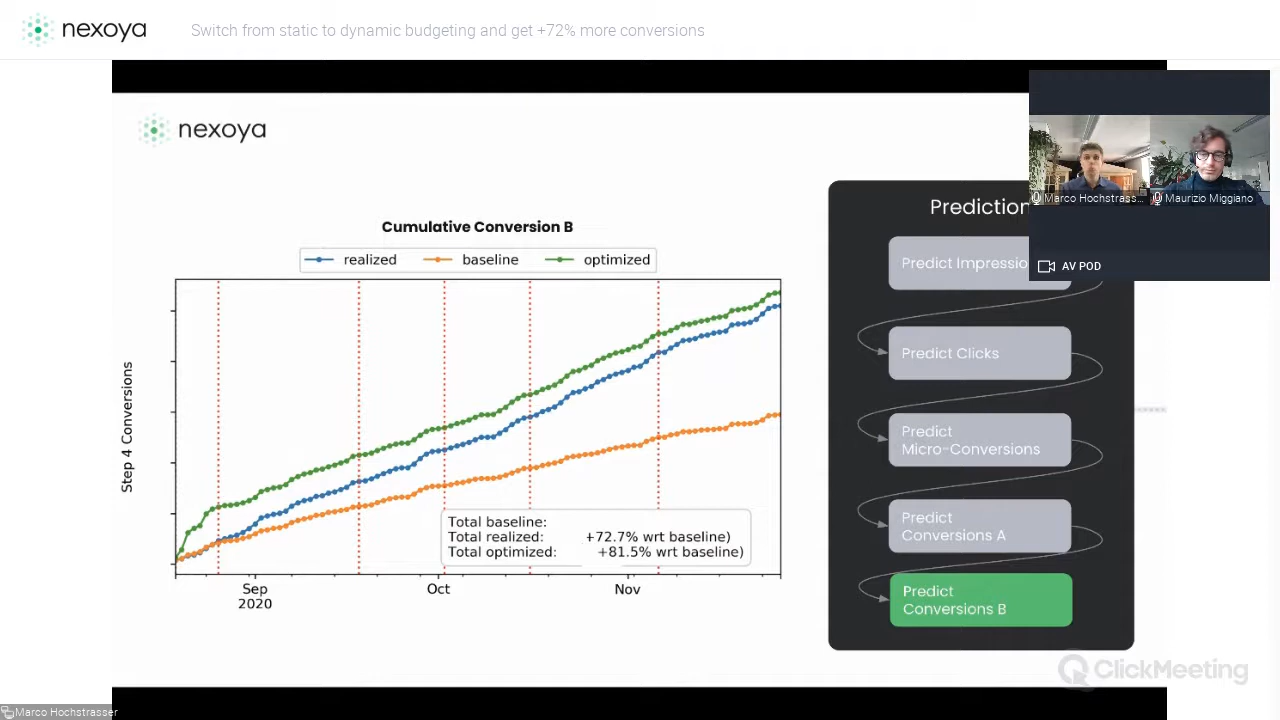 nexoya
Switch from static to dynamic budgeting and get +72% more conversions
nexoya
Marco Hochstrass...
Maurizio Miggiano
AV POD
Cumulative Conversion B
realized
baseline
optimized
Step 4 Conversions
Total baseline:
Total realized: +72.7% wrt baseline)
Total optimized: +81.5% wrt baseline)
Sep
2020
Oct
Nov
Prediction
Predict Impressio
Predict Clicks
Predict
Micro-Conversions
Predict
Conversions A
Predict
Conversions B
ClickMeeting
Marco Hochstrasser